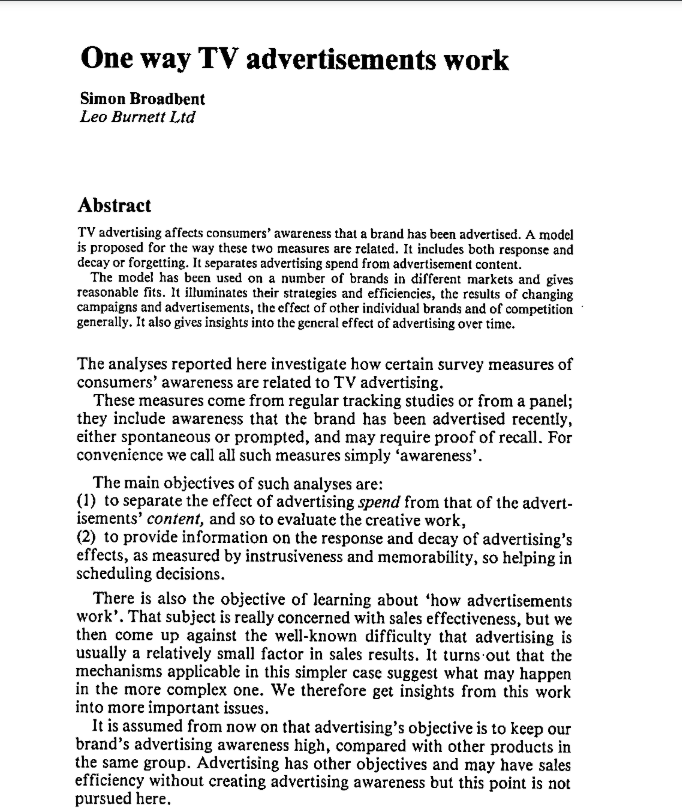 One way TV advertisements work
Simon Broadbent
Leo Burnett Ltd
Abstract
TV advertising affects consumers' awareness that a brand has been advertised. A model
is proposed for the way these two measures are related. It includes both response and
decay or forgetting. It separates advertising spend from advertisement content.
The model has been used on a number of brands in different markets and gives
reasonable fits. It illuminates their strategies and efficiencies, the results of changing
campaigns and advertisements, the effect of other individual brands and of competition
generally. It also gives insights into the general effect of advertising over time.
The analyses reported here investigate how certain survey measures of
consumers' awareness are related to TV advertising.
These measures come from regular tracking studies or from a panel;
they include awareness that the brand has been advertised recently,
either spontaneous or prompted, and may require proof of recall. For
convenience we call all such measures simply 'awareness'.
The main objectives of such analyses are:
(1) to separate the effect of advertising spend from that of the advert-
isements' content, and so to evaluate the creative work,
(2) to provide information on the response and decay of advertising's
effects, as measured by instrusiveness and memorability, so helping in
scheduling decisions.
There is also the objective of learning about 'how advertisements
work'. That subject is really concerned with sales effectiveness, but we
then come up against the well-known difficulty that advertising is
usually a relatively small factor in sales results. It turns out that the
mechanisms applicable in this simpler case suggest what may happen
in the more complex one. We therefore get insights from this work
into more important issues.
It is assumed from now on that advertising's objective is to keep our
brand's advertising awareness high, compared with other products in
the same group. Advertising has other objectives and may have sales
efficiency without creating advertising awareness but this point is not
pursued here.